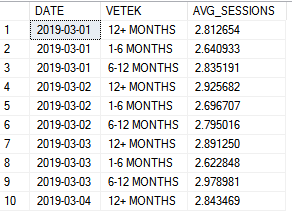 DATE VETEK AVG_SESSIONS
1 2019-03-01 12+ MONTHS 2.812654
2 2019-03-01 1-6 MONTHS 2.640933
3 2019-03-01 6-12 MONTHS 2.835191
4 2019-03-02 12+ MONTHS 2.925682
5 2019-03-02 1-6 MONTHS 2.696707
6 2019-03-02 6-12 MONTHS 2.795016
7 2019-03-03 12+ MONTHS 2.891250
8 2019-03-03 1-6 MONTHS 2.622848
9 2019-03-03 6-12 MONTHS 2.978981
10 2019-03-04 12+ MONTHS 2.843469